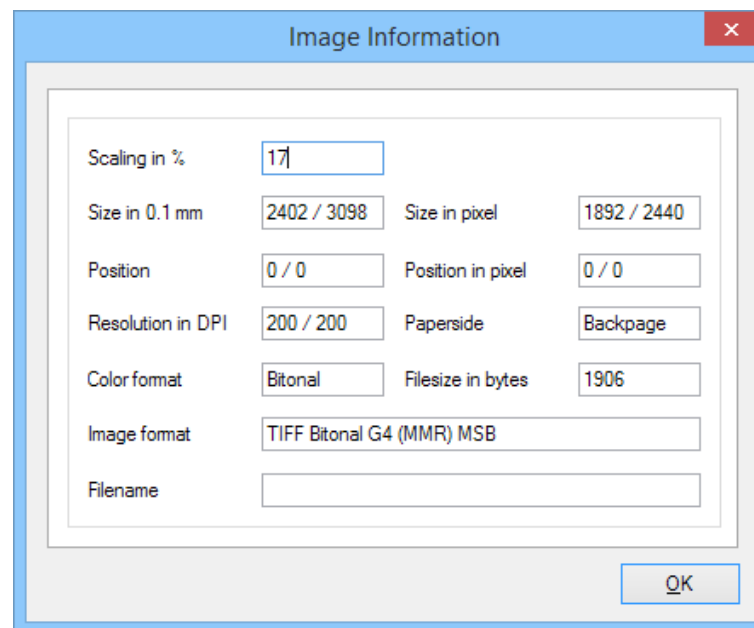 Image Information
Scaling in % 17
Size in 0.1 mm 2402 / 3098 Size in pixel 1892 / 2440
Position 0 / 0 Position in pixel 0 / 0
Resolution in DPI 200 / 200 Paperside Backpage
Color format Bitonal Filesize in bytes 1906
Image format TIFF Bitonal G4 (MMR) MSB
Filename
OK